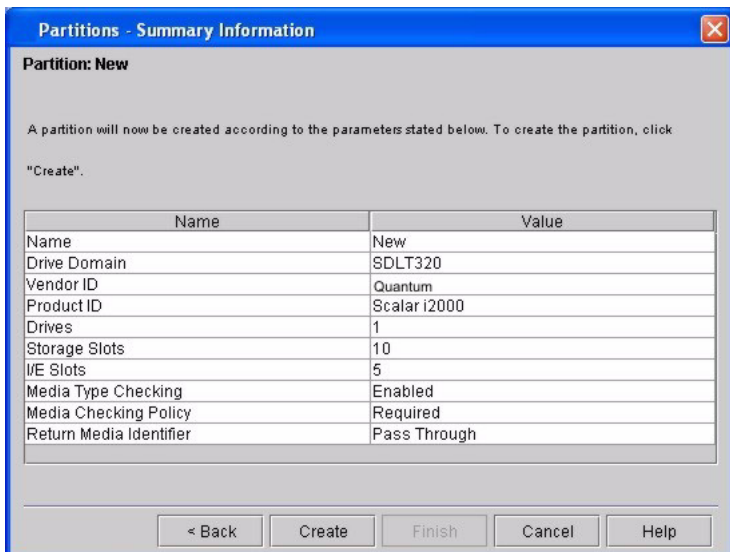 Partitions - Summary Information
Partition: New
A partition will now be created according to the parameters stated below. To create the partition, click
"Create".
Name Value
Name New
Drive Domain SDLT320
Vendor ID Quantum
Product ID Scalar i2000
Drives 1
Storage Slots 10
I/E Slots 5
Media Type Checking Enabled
Media Checking Policy Required
Return Media Identifier Pass Through
< Back Create Finish Cancel Help